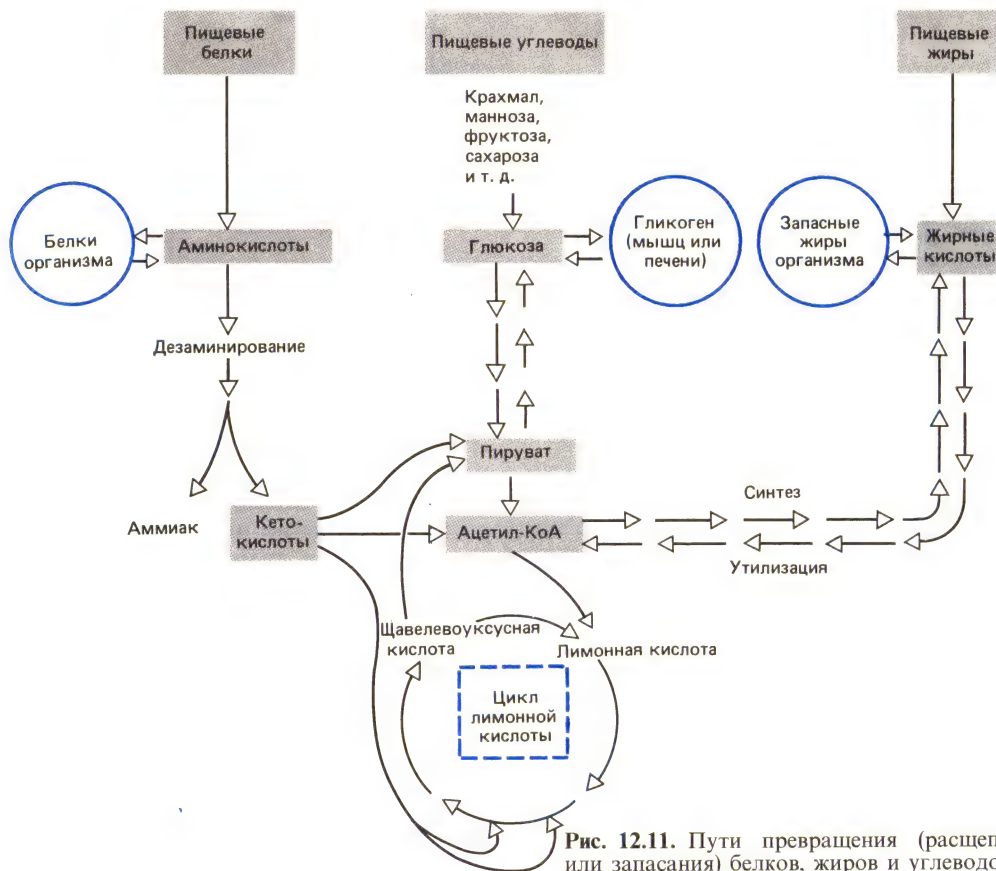 Пищевые
белки
Пищевые углеводы
Пищевые
жиры
Крахмал,
манноза,
фруктоза,
сахароза
и т. д.
Белки
организма
Аминокислоты
Глюкоза
Гликоген
(мышц или
печени)
Запасные
жиры
организма
Жирные
кислоты
Дезаминирование
Пируват
Аммиак
Кето-
кислоты
Ацетил-КоА
Синтез
Утилизация
Щавелевоуксусная
кислота
Лимонная кислота
Цикл
лимонной
кислоты
Рис. 12.11. Пути превращения (расщеп
или запасания) белков, жиров и углеводо